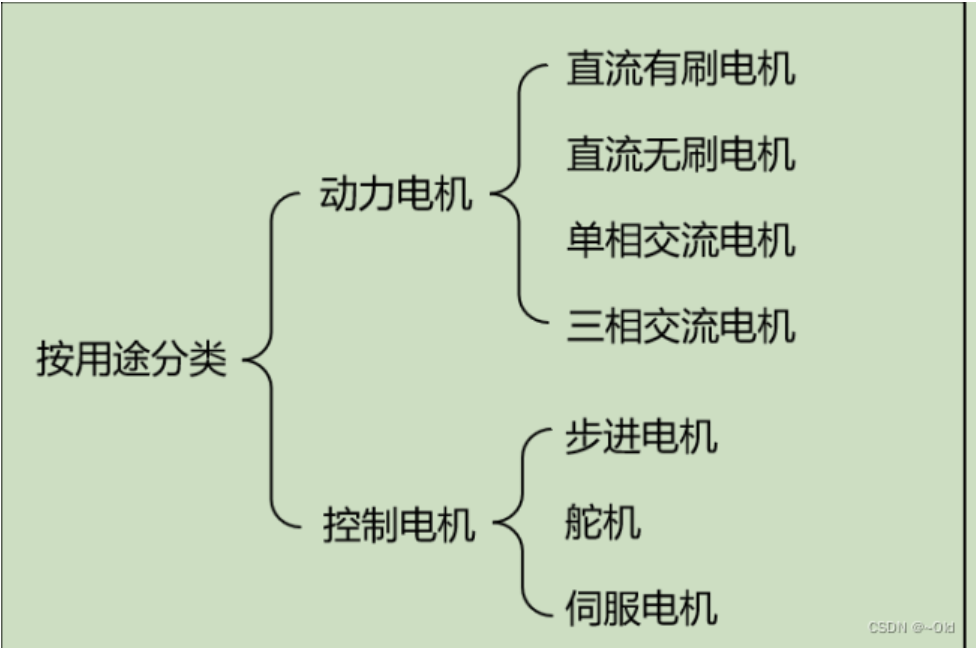 直流有刷电机
直流无刷电机
动力电机
单相交流电机
三相交流电机
按用途分类
步进电机
控制电机
舵机
伺服电机
CSDN @~Old